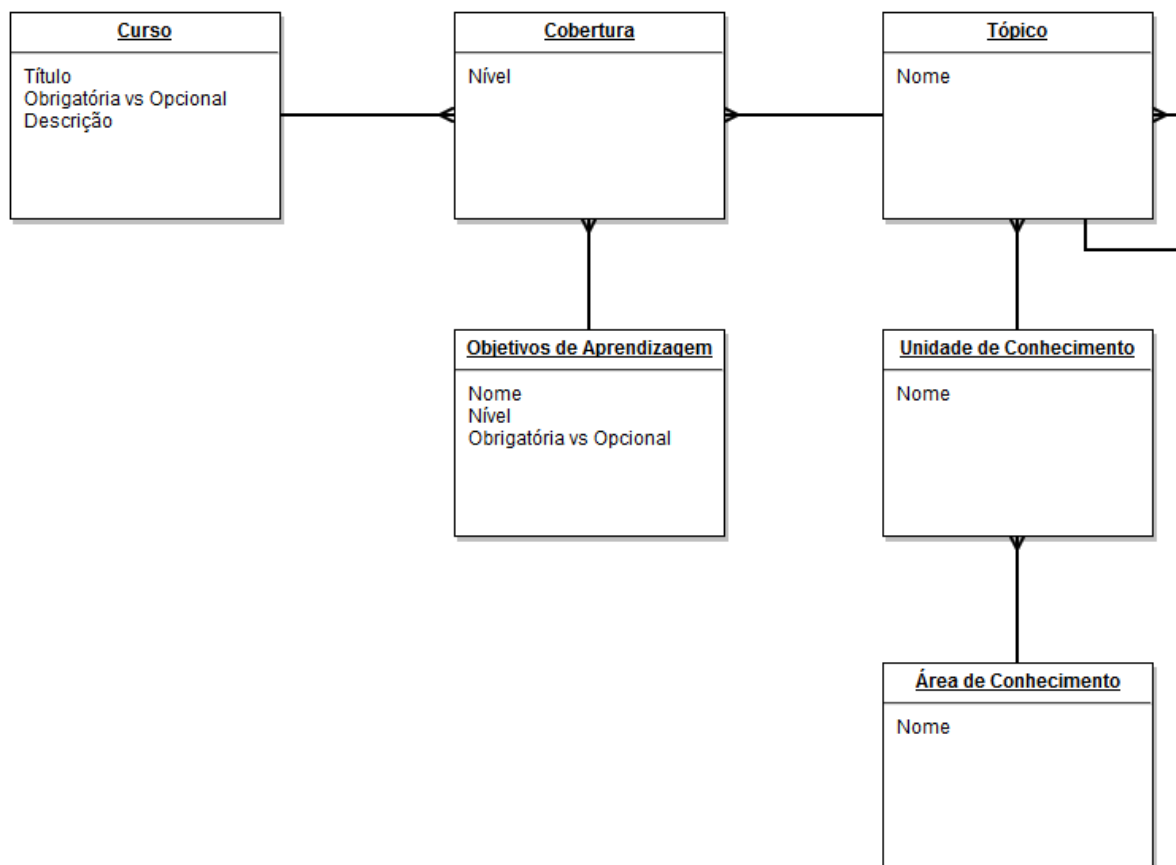 Curso
Título
Obrigatória vs Opcional
Descrição
Cobertura
Nível
Tópico
Nome
Objetivos de Aprendizagem
Nome
Nível
Obrigatória vs Opcional
Unidade de Conhecimento
Nome
Área de Conhecimento
Nome